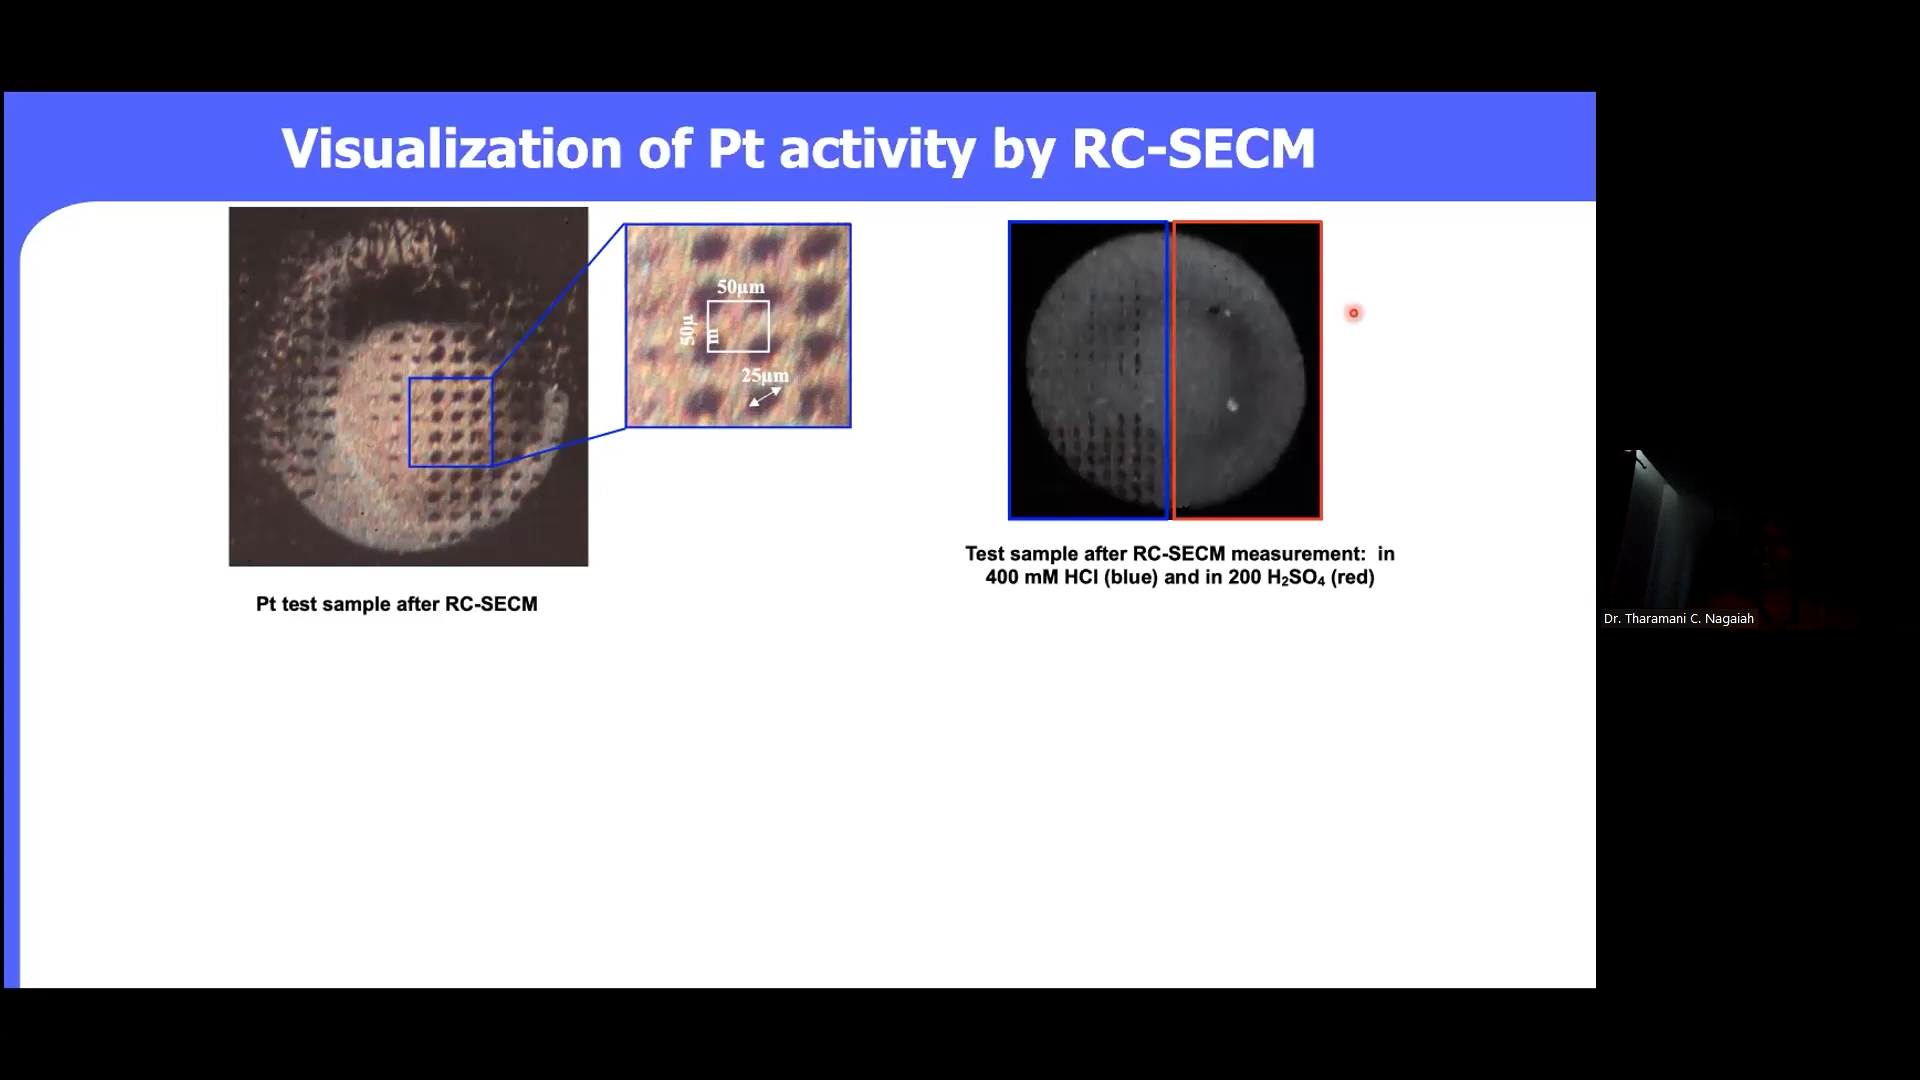 Visualization of Pt activity by RC-SECM
50µm
50µ
m
25µm
Pt test sample after RC-SECM
Test sample after RC-SECM measurement: in
400 mM HCl (blue) and in 200 H₂SO₄ (red)
Dr. Tharamani C. Nagaiah